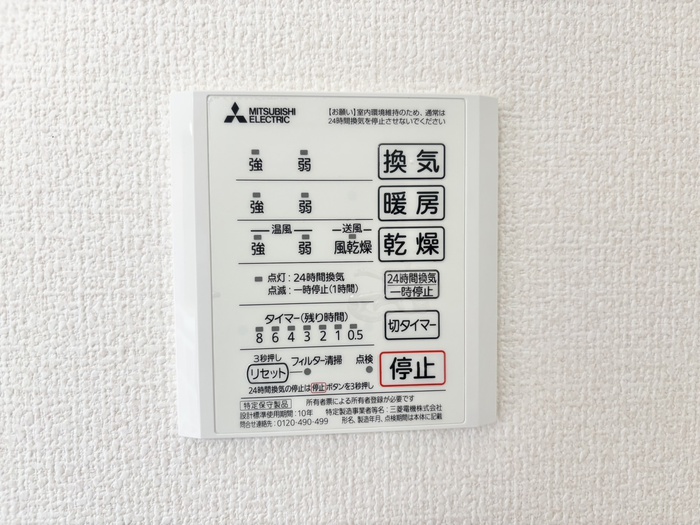 MITSUBISHI
ELECTRIC
【お願い】室内環境維持のため、通常は
24時間換気を停止させないでください
強 弱 換気
強 弱 暖房
温風 送風
強 弱 風乾燥 乾燥
点灯:24時間換気
点滅:一時停止(1時間)
24時間換気
一時停止
タイマー(残り時間)
8 6 4 3 2 1 0.5
切タイマー
3秒押し
リセット フィルター清掃 点検
停止
24時間換気の停止は停止ボタンを3秒押し
特定保守製品 所有者票による所有者登録が必要です
設計標準使用期間:10年 特定製造事業者等名:三菱電機株式会社
問合せ連絡先:0120-490-499 形名、製造年月、点検期間は本体に記載